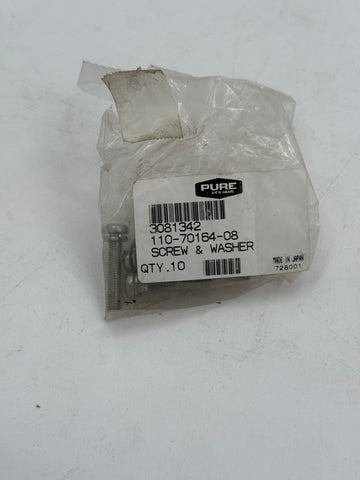 PURE
3081342
110-70164-08
SCREW & WASHER
QTY.10
MADE IN JAPAN
728001